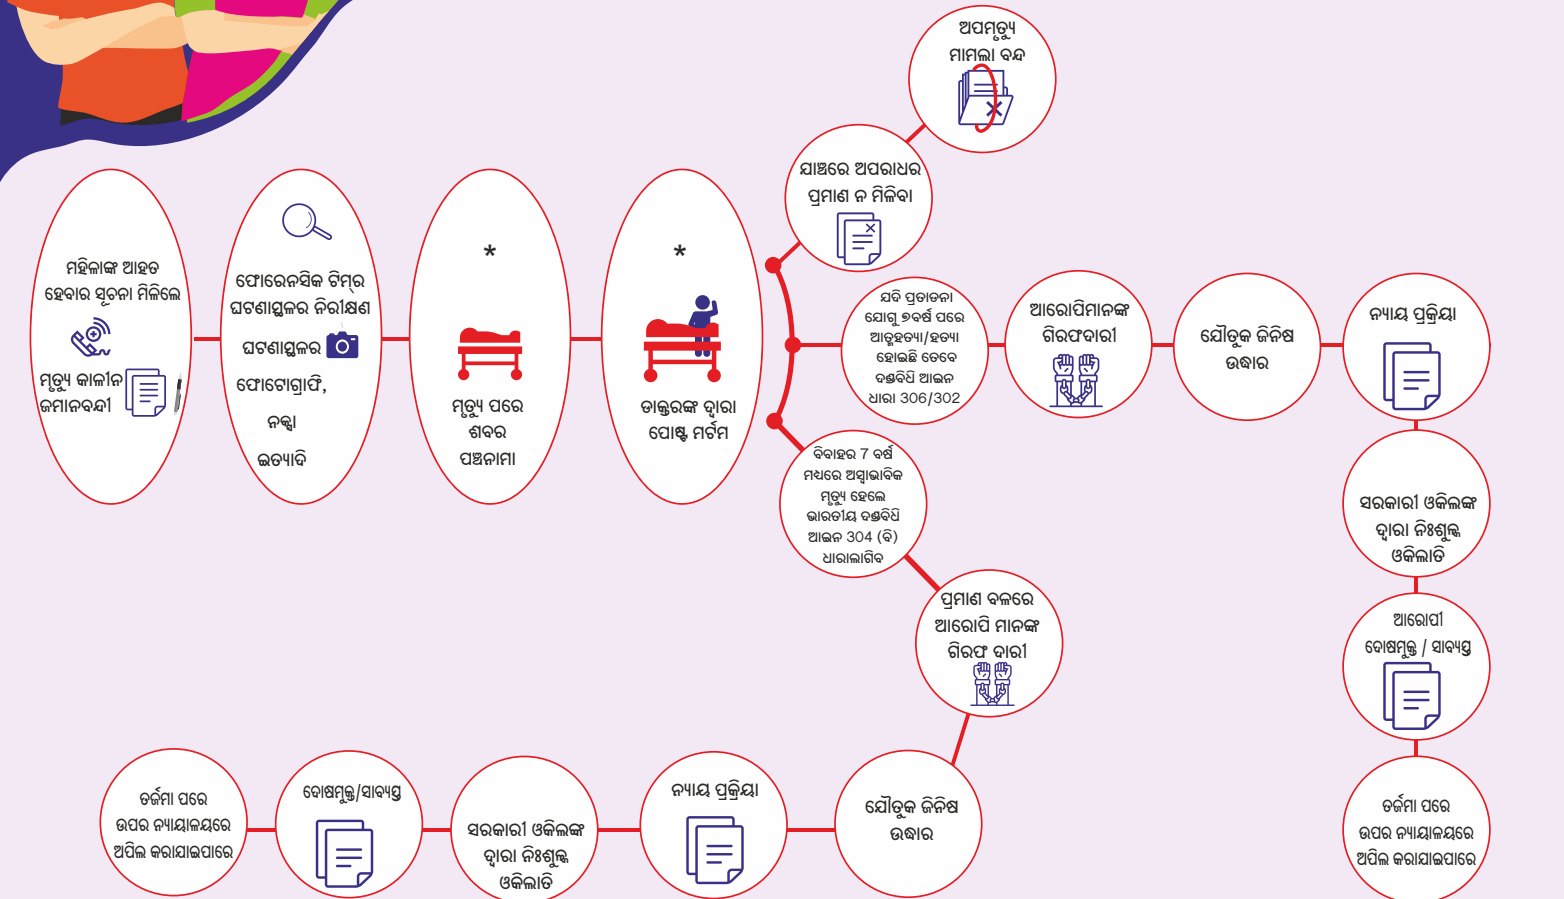 ମହିଳାଙ୍କ ଆହତ
ହେବାର ସୂଚନା ମିଳିଲେ
ମୃତ୍ୟୁ କାଳୀନ
ଜମାନବନ୍ଦୀ
ଫୋରେନସିକ ଟିମ୍‌ର
ଘଟଣାସ୍ଥଳର ନିରୀକ୍ଷଣ
ଘଟଣାସ୍ଥଳର
ଫୋଟୋଗ୍ରାଫି,
ନକ୍ସା
ଇତ୍ୟାଦି
*
ମୃତ୍ୟୁ ପରେ
ଶବର
ପଞ୍ଚନାମା
*
ଡାକ୍ତରଙ୍କ ଦ୍ୱାରା
ପୋଷ୍ଟ ମର୍ଟମ
ଯାଞ୍ଚରେ ଅପରାଧର
ପ୍ରମାଣ ନ ମିଳିବା
ଅପମୃତ୍ୟୁ
ମାମଲା ବନ୍ଦ
ଯଦି ପ୍ରତାଡନା
ଯୋଗୁ ୭ବର୍ଷ ପରେ
ଆତ୍ମହତ୍ୟା/ହତ୍ୟା
ହୋଇଛି ତେବେ
ଦଣ୍ଡବିଧି ଆଇନ
ଧାରା 306/302
ଆରୋପିମାନଙ୍କ
ଗିରଫଦାରୀ
ଯୌତୁକ ଜିନିଷ
ଉଦ୍ଧାର
ନ୍ୟାୟ ପ୍ରକ୍ରିୟା
ସରକାରୀ ଓକିଲଙ୍କ
ଦ୍ୱାରା ନିଃଶୁଳ୍କ
ଓକିଲାତି
ଆରୋପୀ
ଦୋଷମୁକ୍ତ / ସାବ୍ୟସ୍ତ
ତର୍ଜମା ପରେ
ଉପର ନ୍ୟାୟାଳୟରେ
ଅପିଲ କରାଯାଇପାରେ
ବିବାହର 7 ବର୍ଷ
ମଧ୍ୟରେ ଅସ୍ୱାଭାବିକ
ମୃତ୍ୟୁ ହେଲେ
ଭାରତୀୟ ଦଣ୍ଡବିଧି
ଆଇନ 304 (ବି)
ଧାରାଲାଗିବ
ପ୍ରମାଣ ବଳରେ
ଆରୋପି ମାନଙ୍କ
ଗିରଫ ଦାରୀ
ଯୌତୁକ ଜିନିଷ
ଉଦ୍ଧାର
ନ୍ୟାୟ ପ୍ରକ୍ରିୟା
ସରକାରୀ ଓକିଲଙ୍କ
ଦ୍ୱାରା ନିଃଶୁଳ୍କ
ଓକିଲାତି
ଦୋଷମୁକ୍ତ/ସାବ୍ୟସ୍ତ
ତର୍ଜମା ପରେ
ଉପର ନ୍ୟାୟାଳୟରେ
ଅପିଲ କରାଯାଇପାରେ